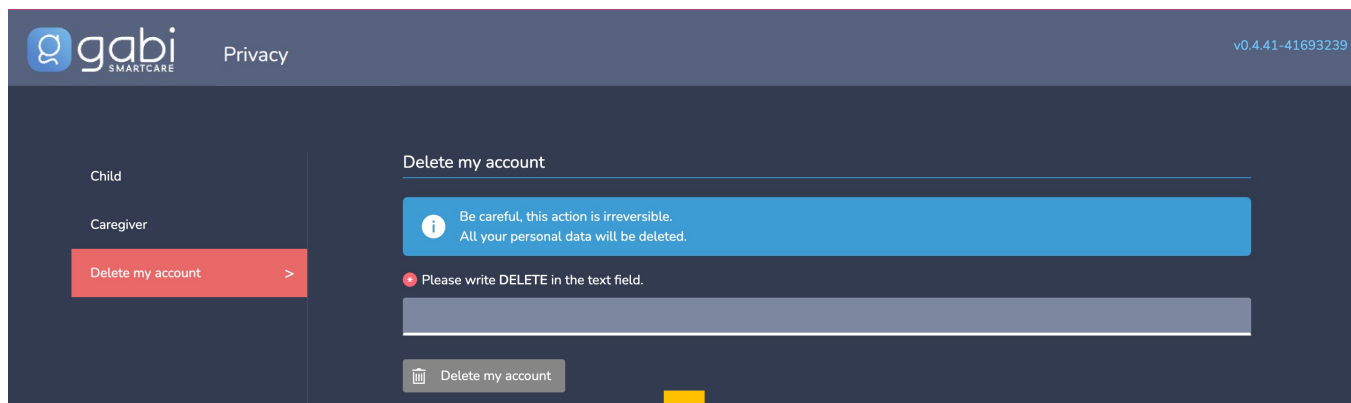 gabi
SMARTCARE
Privacy
v0.4.41-41693239
Child
Caregiver
Delete my account >
Delete my account
Be careful, this action is irreversible.
All your personal data will be deleted.
Please write DELETE in the text field.
Delete my account